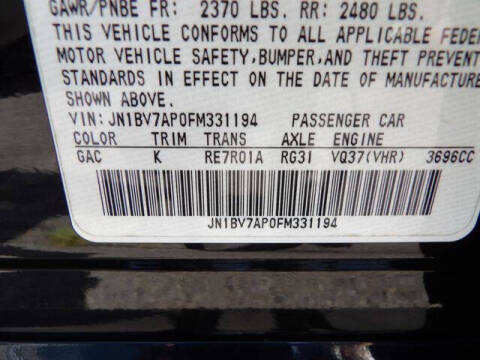 GAWR/PNBE FR: 2370 LBS. RR: 2480 LBS.
THIS VEHICLE CONFORMS TO ALL APPLICABLE FEDE
MOTOR VEHICLE SAFETY, BUMPER, AND THEFT PREVENT
STANDARDS IN EFFECT ON THE DATE OF MANUFACTURE
SHOWN ABOVE.
VIN: JN1BV7AP0FM331194 PASSENGER CAR
COLOR TRIM TRANS AXLE ENGINE
GAC K RE7R01A RG31 VQ37(VHR) 3696CC
JN1BV7AP0FM331194